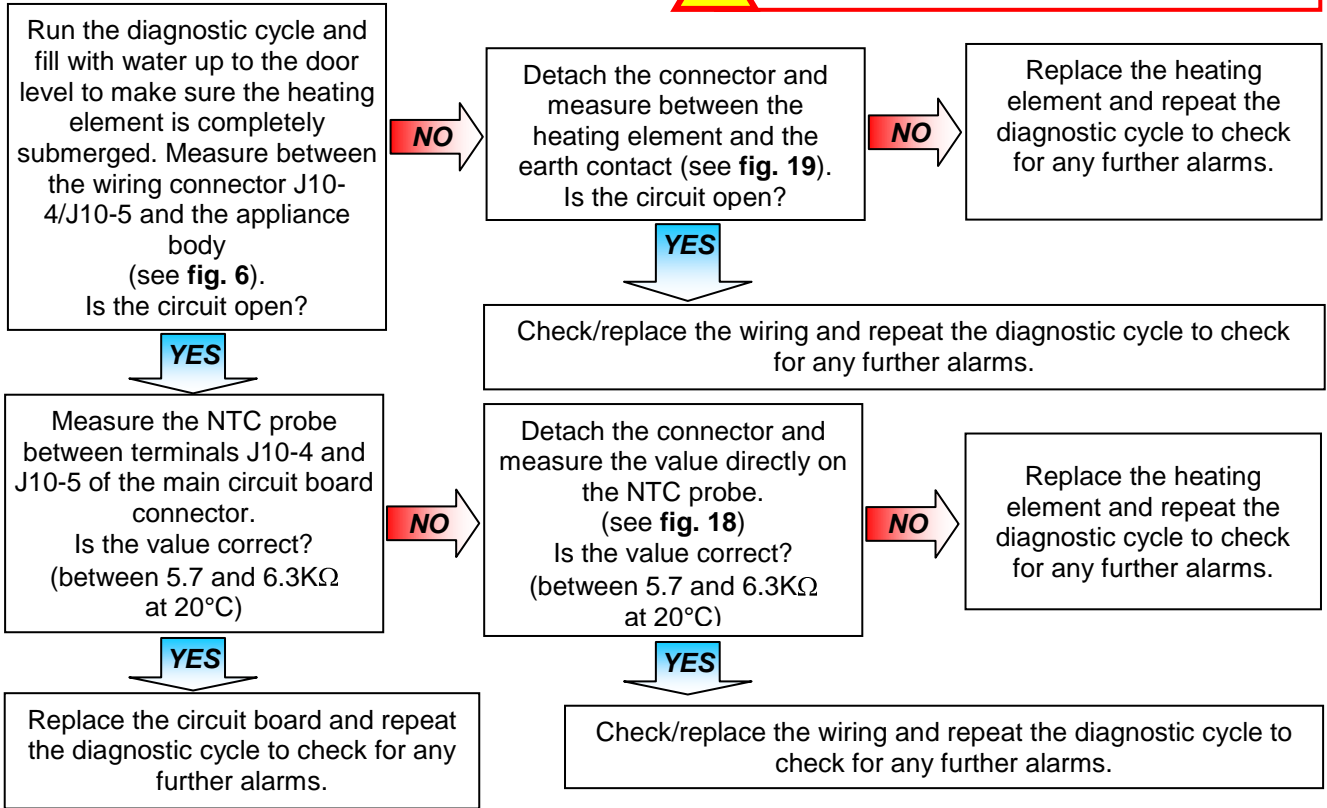 Run the diagnostic cycle and
fill with water up to the door
level to make sure the heating
element is completely
submerged. Measure between
the wiring connector J10-
4/J10-5 and the appliance
body
(see fig. 6).
Is the circuit open?
NO
Detach the connector and
measure between the
heating element and the
earth contact (see fig. 19).
Is the circuit open?
NO
Replace the heating
element and repeat the
diagnostic cycle to check
for any further alarms.
YES
Check/replace the wiring and repeat the diagnostic cycle to check
for any further alarms.
YES
Measure the NTC probe
between terminals J10-4 and
J10-5 of the main circuit board
connector.
Is the value correct?
(between 5.7 and 6.3KΩ
at 20°C)
NO
Detach the connector and
measure the value directly on
the NTC probe.
(see fig. 18)
Is the value correct?
(between 5.7 and 6.3KΩ
at 20°C)
NO
Replace the heating
element and repeat the
diagnostic cycle to check
for any further alarms.
YES
Replace the circuit board and repeat
the diagnostic cycle to check for any
further alarms.
YES
Check/replace the wiring and repeat the diagnostic cycle to
check for any further alarms.